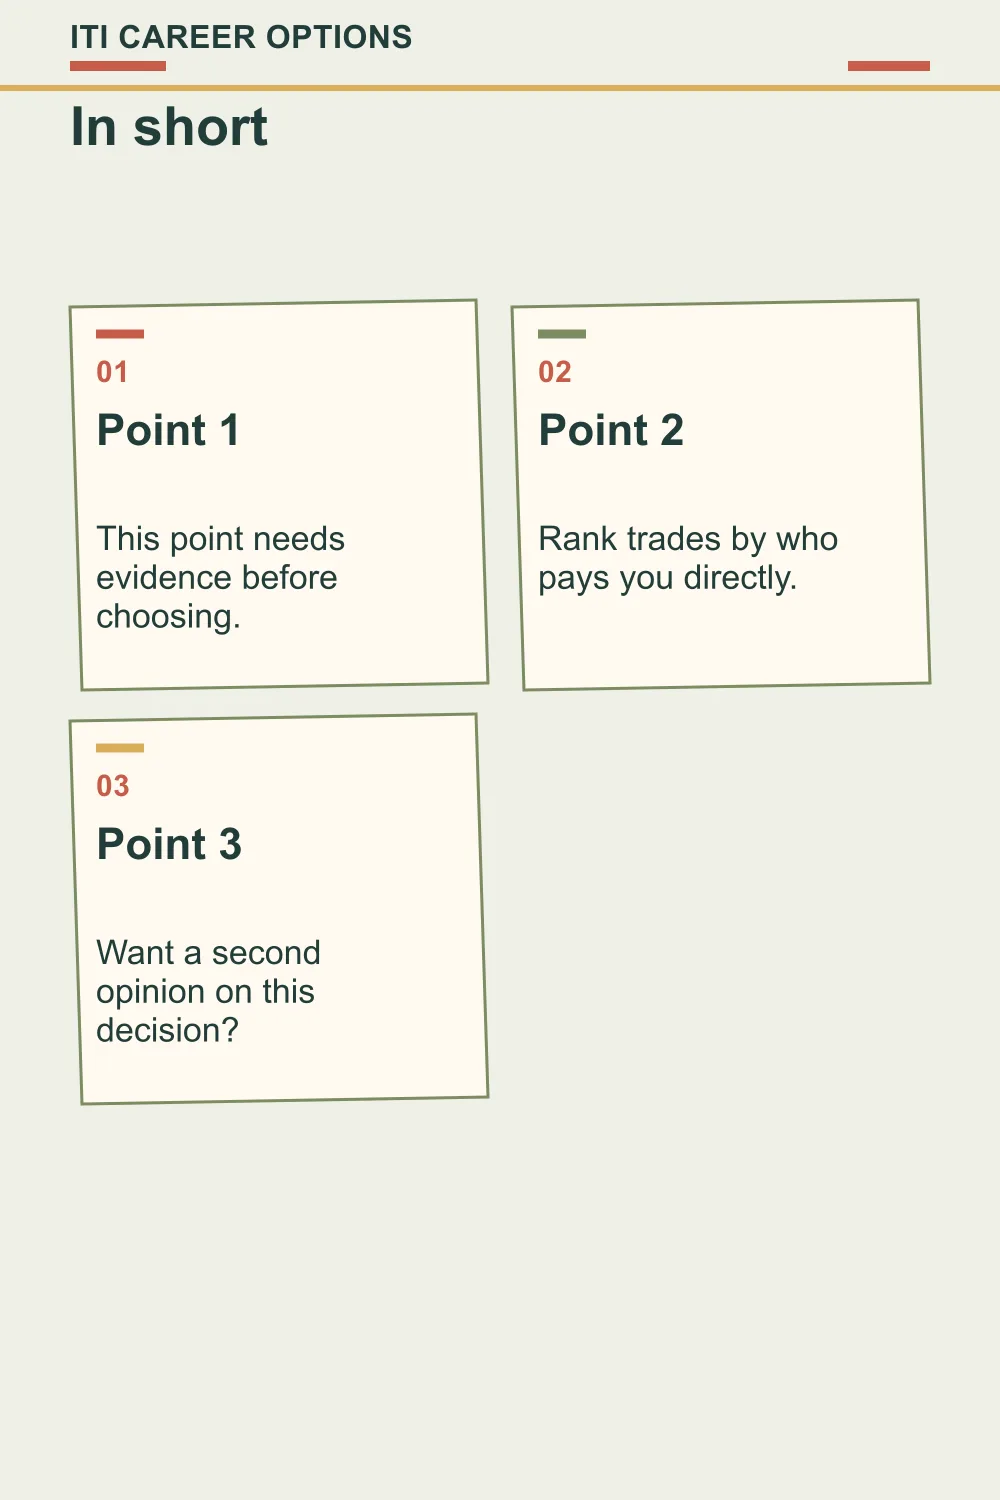 ITI CAREER OPTIONS
In short
01
Point 1
This point needs
evidence before
choosing.
02
Point 2
Rank trades by who
pays you directly.
03
Point 3
Want a second
opinion on this
decision?